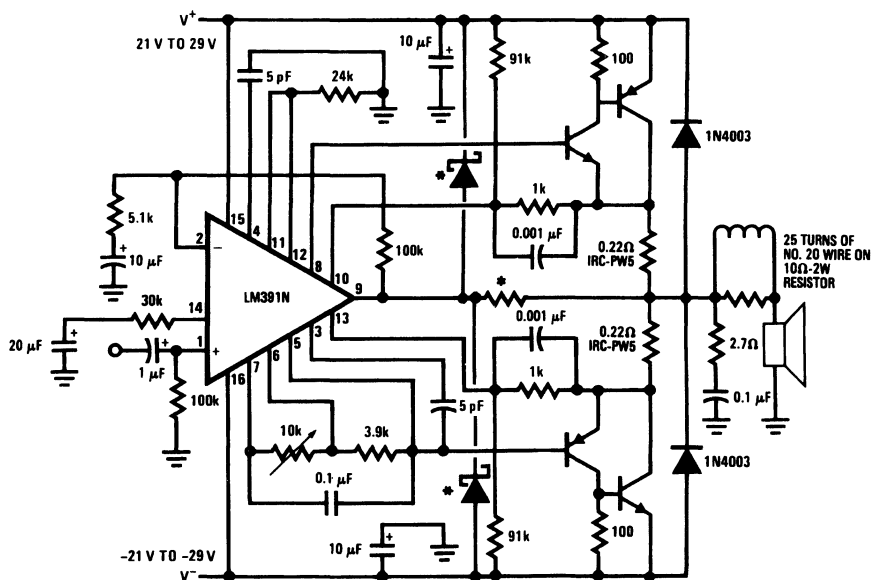 V+
21 V TO 29 V
10 µF
+
91k
100
5 pF
24k
1N4003
*
5.1k
+
10 µF
15
4
11
12
8
10
1k
0.001 µF
0.22Ω
IRC-PW5
100k
2
−
LM391N
9
*
25 TURNS OF
NO. 20 WIRE ON
10Ω-2W
RESISTOR
30k
14
13
3
5
6
7
16
20 µF
+
+
1 µF
1
+
100k
0.001 µF
0.22Ω
IRC-PW5
1k
2.7Ω
0.1 µF
5 pF
10k
3.9k
0.1 µF
*
1N4003
10 µF
+
91k
100
−21 V TO −29 V
V−